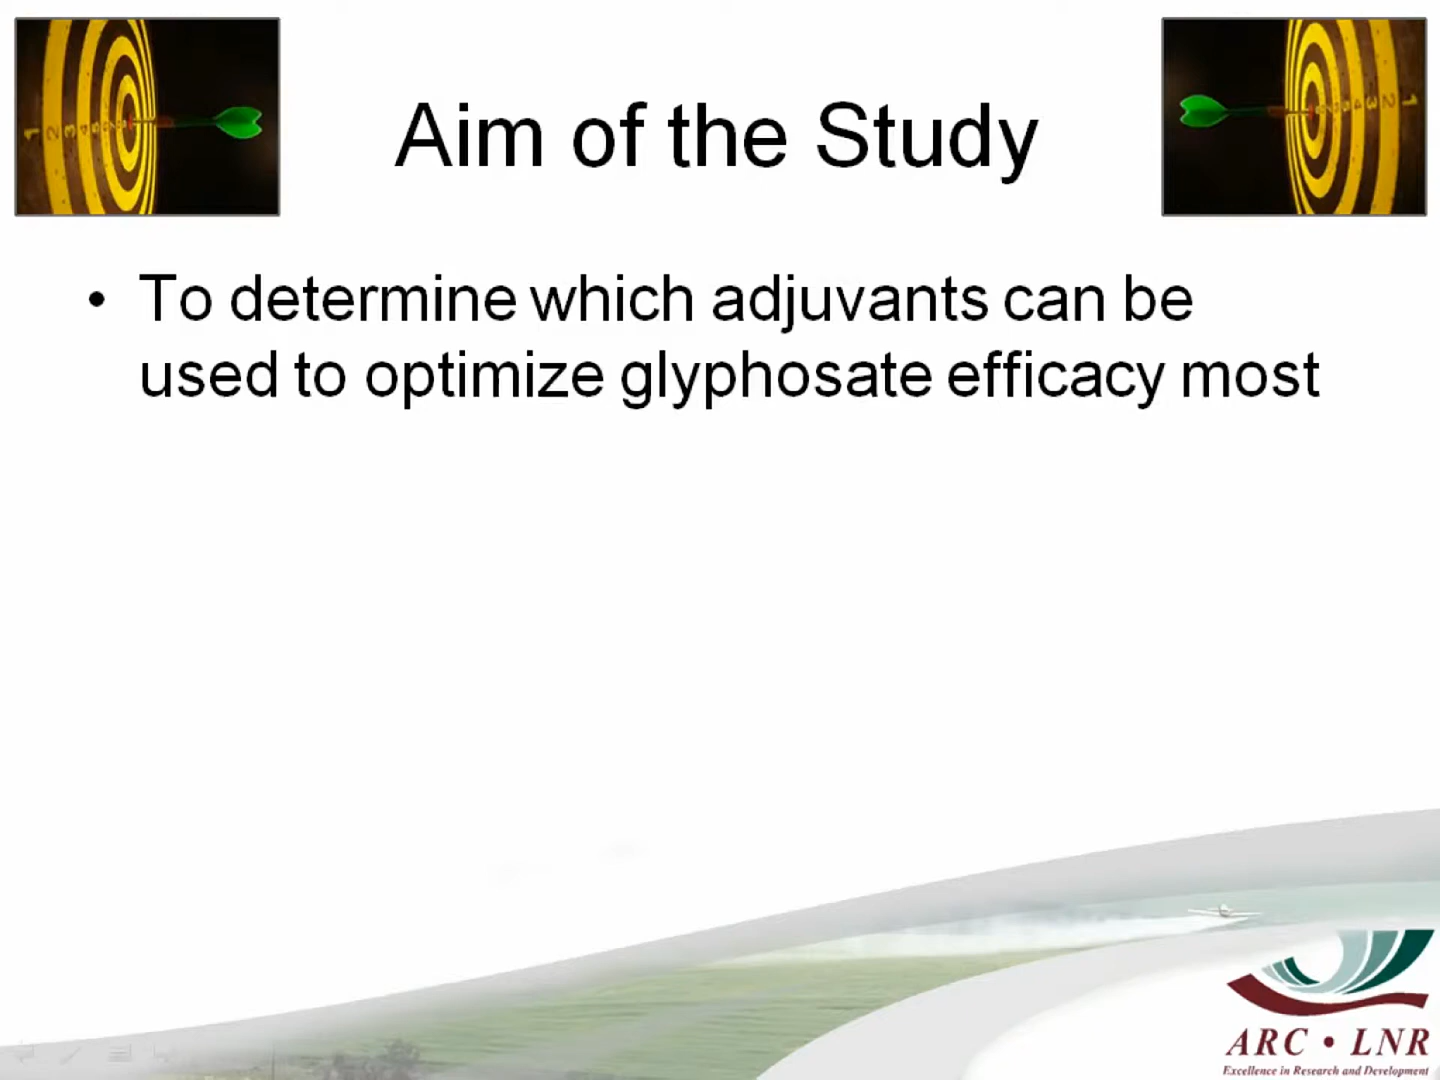 Aim of the Study
• To determine which adjuvants can be
used to optimize glyphosate efficacy most
ARC • LNR
Excellence in Research and Development